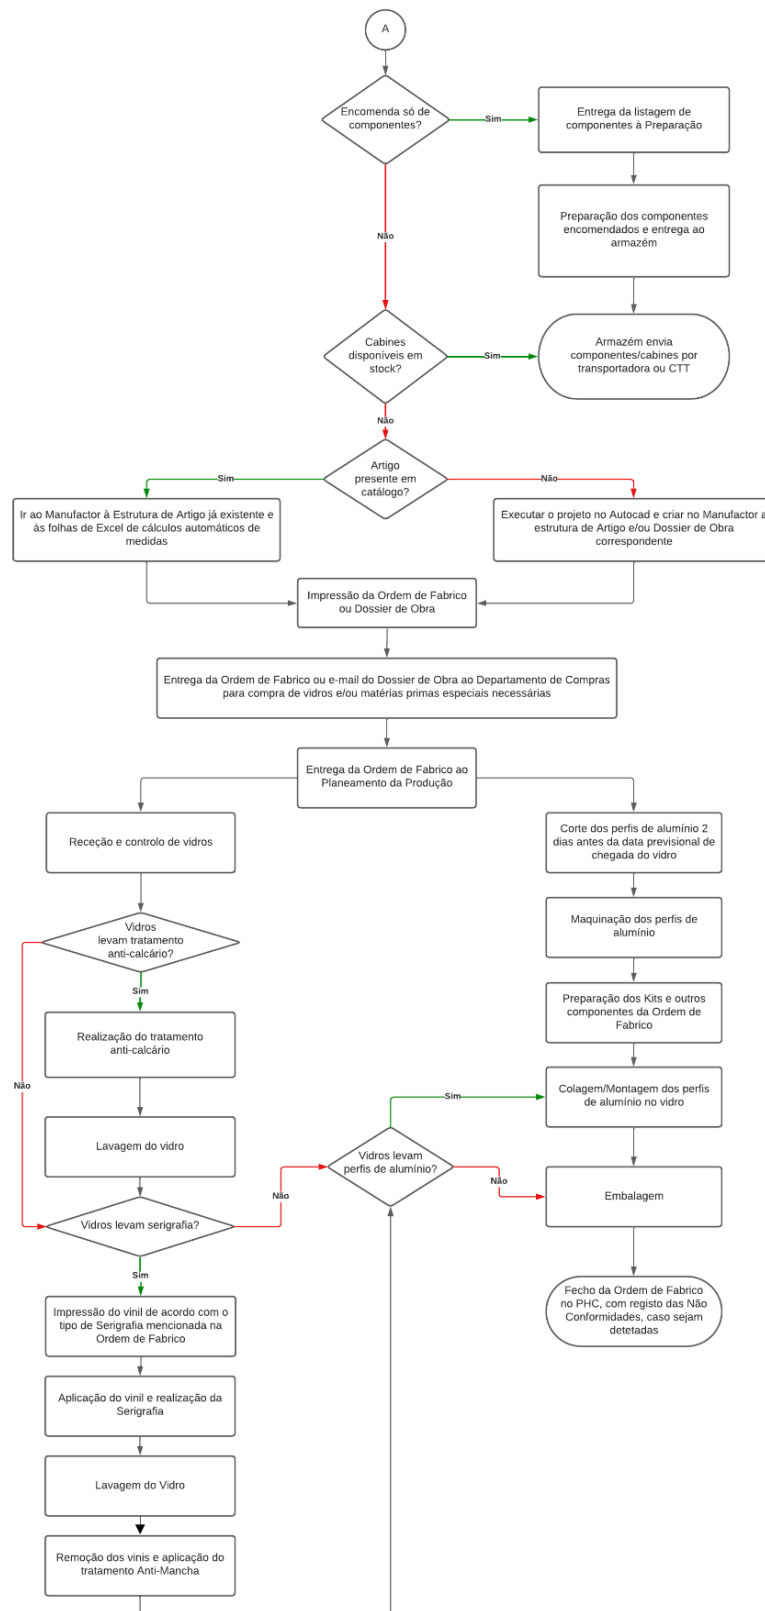 A
Encomenda só de
componentes?
Sim
Entrega da listagem de
componentes à Preparação
Preparação dos componentes
encomendados e entrega ao
armazém
Não
Cabines
disponíveis em
stock?
Sim
Armazém envia
componentes/cabines por
transportadora ou CTT
Não
Artigo
presente em
catálogo?
Sim
Não
Ir ao Manufactor à Estrutura de Artigo já existente e
às folhas de Excel de cálculos automáticos de
medidas
Executar o projeto no Autocad e criar no Manufactor a
estrutura de Artigo e/ou Dossier de Obra
correspondente
Impressão da Ordem de Fabrico
ou Dossier de Obra
Entrega da Ordem de Fabrico ou e-mail do Dossier de Obra ao Departamento de Compras
para compra de vidros e/ou matérias primas especiais necessárias
Entrega da Ordem de Fabrico ao
Planeamento da Produção
Receção e controlo de vidros
Corte dos perfis de alumínio 2
dias antes da data previsional de
chegada do vidro
Vidros
levam tratamento
anti-calcário?
Maquinação dos perfis de
alumínio
Sim
Realização do tratamento
anti-calcário
Preparação dos Kits e outros
componentes da Ordem de
Fabrico
Não
Sim
Colagem/Montagem dos perfis
de alumínio no vidro
Lavagem do vidro
Vidros levam
perfis de alumínio?
Não
Embalagem
Vidros levam serigrafia?
Não
Sim
Fecho da Ordem de Fabrico
no PHC, com registo das Não
Conformidades, caso sejam
detetadas
Impressão do vinil de acordo com o
tipo de Serigrafia mencionada na
Ordem de Fabrico
Aplicação do vinil e realização da
Serigrafia
Lavagem do Vidro
Remoção dos vinis e aplicação do
tratamento Anti-Mancha